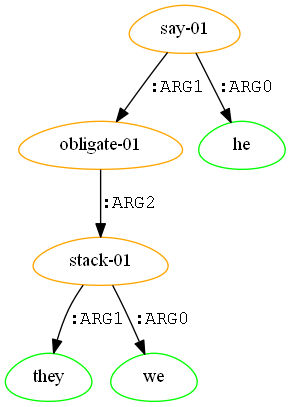 say-01
:ARG1 :ARG0
obligate-01 he
:ARG2
stack-01
:ARG1 :ARG0
they we